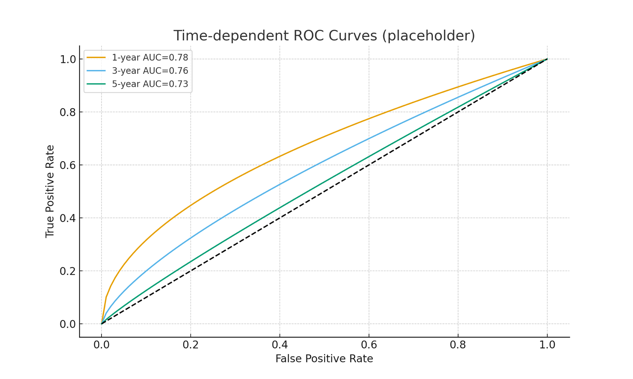 Time-dependent ROC Curves (placeholder)
1-year AUC=0.78
3-year AUC=0.76
5-year AUC=0.73
True Positive Rate
1.0
0.8
0.6
0.4
0.2
0.0
0.0 0.2 0.4 0.6 0.8 1.0
False Positive Rate